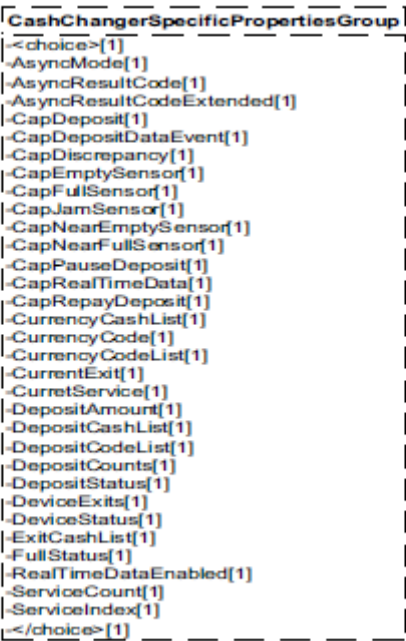 CashChangerSpecificPropertiesGroup
-<choice>[1]
-AsyncMode[1]
-AsyncResultCode[1]
-AsyncResultCodeExtended[1]
-CapDeposit[1]
-CapDepositDataEvent[1]
-CapDiscrepancy[1]
-CapEmptySensor[1]
-CapFullSensor[1]
-CapJamSensor[1]
-CapNearEmptySensor[1]
-CapNearFullSensor[1]
-CapPauseDeposit[1]
-CapRealTimeData[1]
-CapRepayDeposit[1]
-CurrencyCashList[1]
-CurrencyCode[1]
-CurrencyCodeList[1]
-CurrentExit[1]
-CurretService[1]
-DepositAmount[1]
-DepositCashList[1]
-DepositCodeList[1]
-DepositCounts[1]
-DepositStatus[1]
-DeviceExits[1]
-DeviceStatus[1]
-ExitCashList[1]
-FullStatus[1]
-RealTimeDataEnabled[1]
-ServiceCount[1]
-ServiceIndex[1]
-</choice>[1]